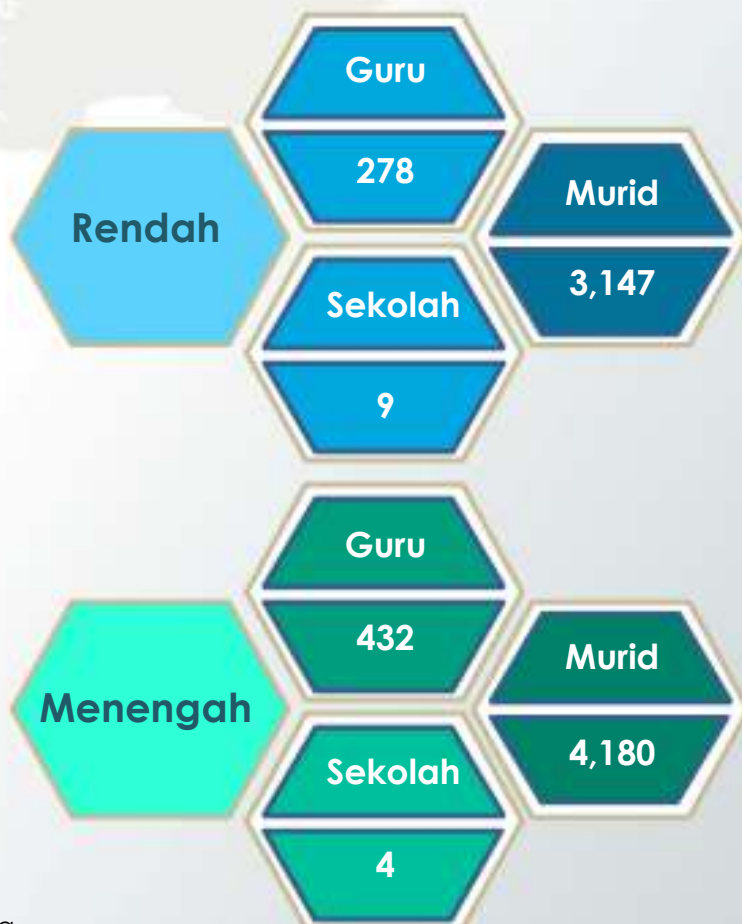 Rendah
Guru
278
Sekolah
9
Murid
3,147
Menengah
Guru
432
Sekolah
4
Murid
4,180